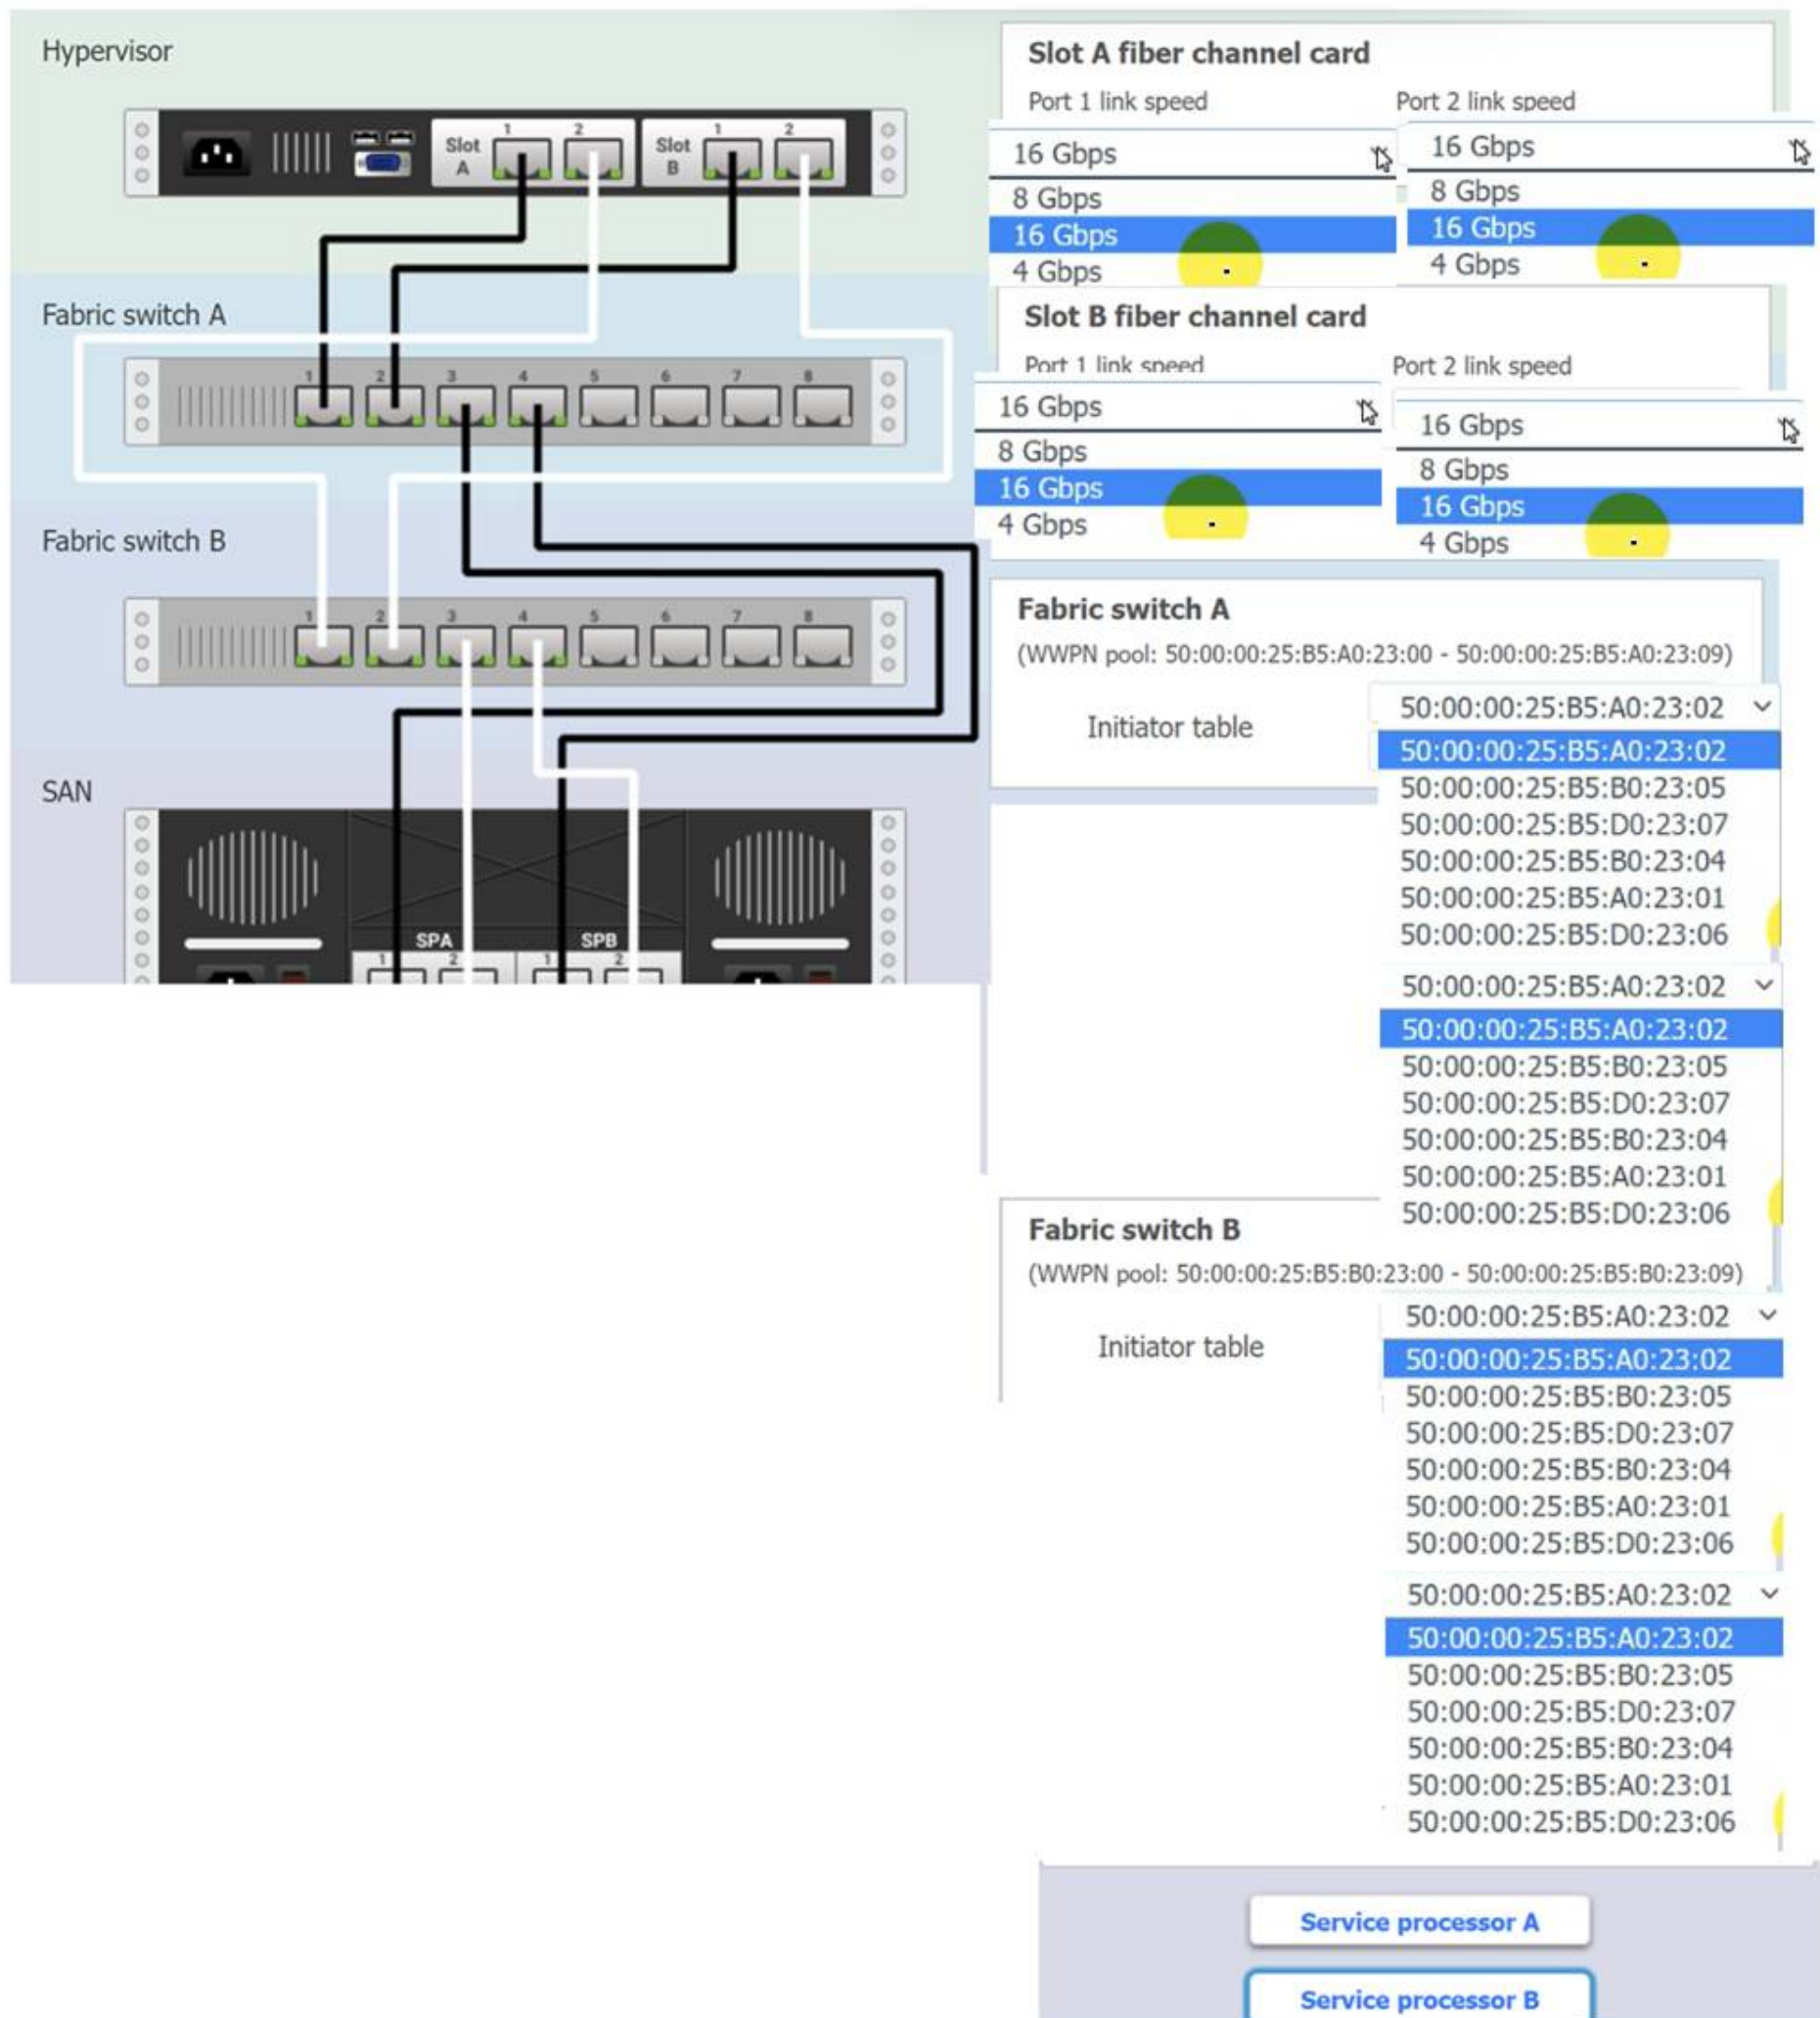 Hypervisor
Slot A
1
2
Slot B
1
2
Fabric switch A
1
2
3
4
5
6
7
8
Fabric switch B
1
2
3
4
5
6
7
8
SAN
SPA
SPB
1
2
1
2
Slot A fiber channel card
Port 1 link speed
Port 2 link speed
16 Gbps
8 Gbps
16 Gbps
4 Gbps
16 Gbps
8 Gbps
16 Gbps
4 Gbps
Slot B fiber channel card
Port 1 link speed
Port 2 link speed
16 Gbps
8 Gbps
16 Gbps
4 Gbps
16 Gbps
8 Gbps
16 Gbps
4 Gbps
Fabric switch A
(WWPN pool: 50:00:00:25:B5:A0:23:00 - 50:00:00:25:B5:A0:23:09)
Initiator table
50:00:00:25:B5:A0:23:02
50:00:00:25:B5:A0:23:02
50:00:00:25:B5:B0:23:05
50:00:00:25:B5:D0:23:07
50:00:00:25:B5:B0:23:04
50:00:00:25:B5:A0:23:01
50:00:00:25:B5:D0:23:06
50:00:00:25:B5:A0:23:02
50:00:00:25:B5:A0:23:02
50:00:00:25:B5:B0:23:05
50:00:00:25:B5:D0:23:07
50:00:00:25:B5:B0:23:04
50:00:00:25:B5:A0:23:01
50:00:00:25:B5:D0:23:06
Fabric switch B
(WWPN pool: 50:00:00:25:B5:B0:23:00 - 50:00:00:25:B5:B0:23:09)
Initiator table
50:00:00:25:B5:A0:23:02
50:00:00:25:B5:A0:23:02
50:00:00:25:B5:B0:23:05
50:00:00:25:B5:D0:23:07
50:00:00:25:B5:B0:23:04
50:00:00:25:B5:A0:23:01
50:00:00:25:B5:D0:23:06
50:00:00:25:B5:A0:23:02
50:00:00:25:B5:A0:23:02
50:00:00:25:B5:B0:23:05
50:00:00:25:B5:D0:23:07
50:00:00:25:B5:B0:23:04
50:00:00:25:B5:A0:23:01
50:00:00:25:B5:D0:23:06
Service processor A
Service processor B